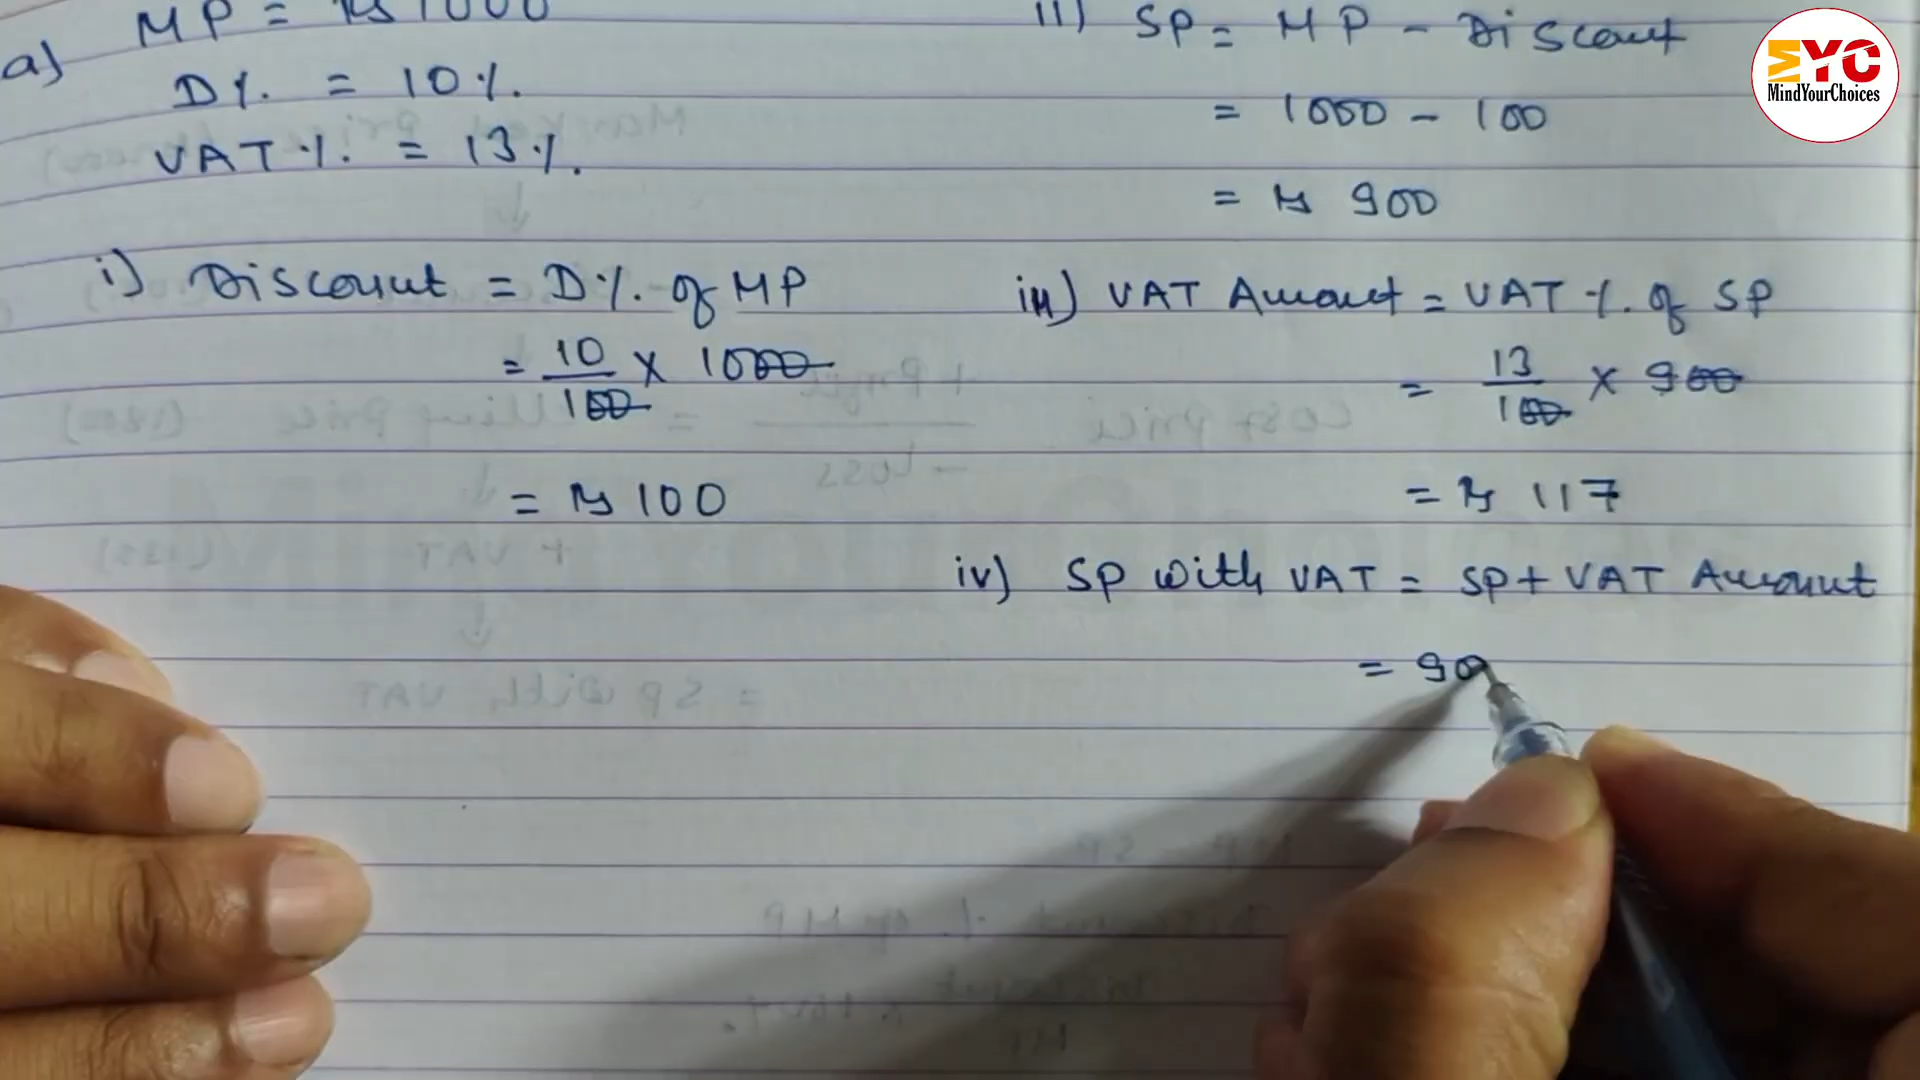 a) MP = Rs 1000
D%. = 10%.
VAT%. = 13%.
i) Discount = D%. of MP
= 10/100 × 1000
= Rs 100
ii) SP = MP - Discount
= 1000 - 100
= Rs 900
iii) VAT Amount = VAT %. of SP
= 13/100 × 900
= Rs 117
iv) SP with VAT = SP + VAT Amount
= 90
MYC
MindYourChoices